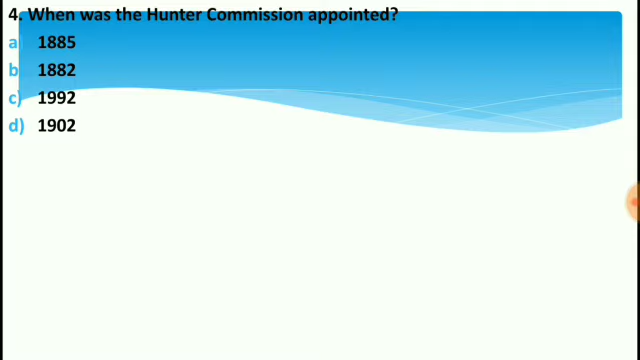 4. When was the Hunter Commission appointed?
a) 1885
b) 1882
c) 1992
d) 1902